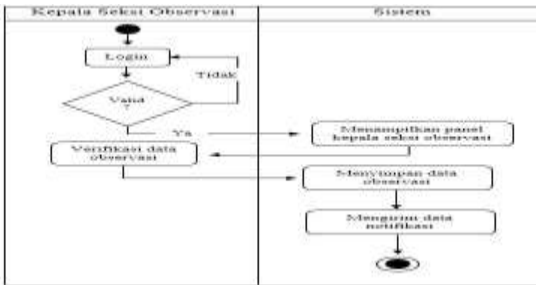 Kepala Seksi Observasi
Sistem
Login
Tidak
Valid
?
Ya
Menampilkan panel
kepala seksi observasi
Verifikasi data
observasi
Menyimpan data
observasi
Mengirim data
notifikasi